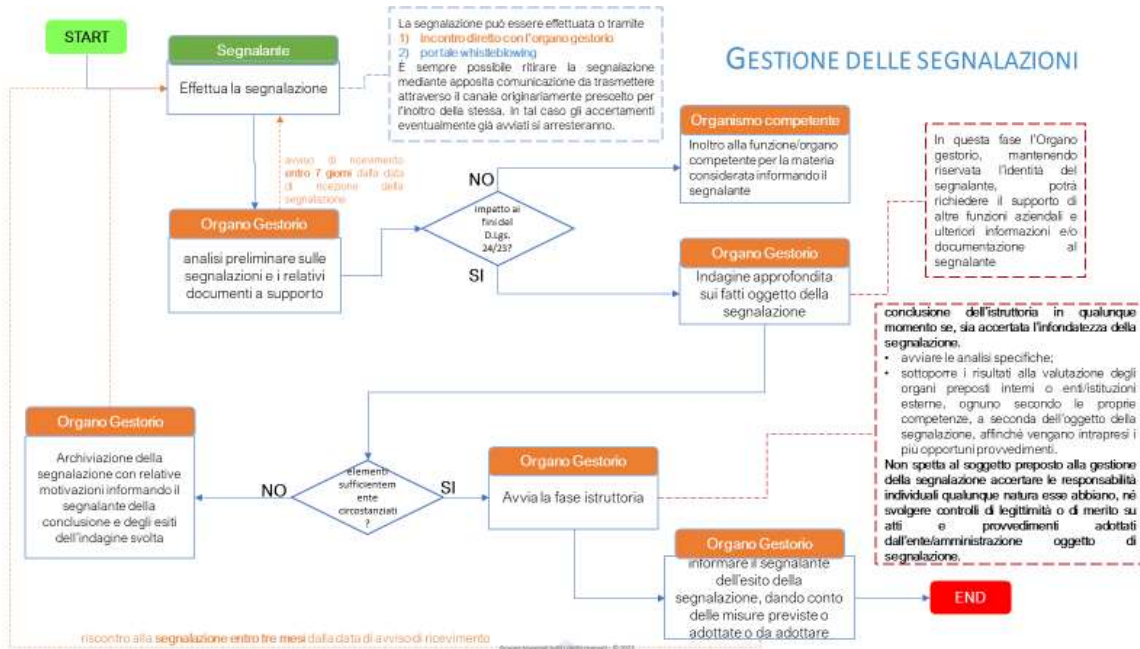 START
Segnalante
Effettua la segnalazione
La segnalazione può essere effettuata o tramite
1) Incontro diretto con l'organo gestorio
2) portale whistleblowing
È sempre possibile ritirare la segnalazione
mediante apposita comunicazione da trasmettere
attraverso il canale originariamente prescelto per
l'inoltro della stessa. In tal caso gli accertamenti
eventualmente già avviati si arresteranno.
GESTIONE DELLE SEGNALAZIONI
avviso di ricevimento
entro 7 giorni dalla data
di ricezione della
segnalazione
Organismo competente
Inoltro alla funzione/organo
competente per la materia
considerata informando il
segnalante
In questa fase l'Organo
gestorio, mantenendo
riservata l'identità del
segnalante, potrà
richiedere il supporto di
altre funzioni aziendali e
ulteriori informazioni e/o
documentazione al
segnalante
Organo Gestorio
analisi preliminare sulle
segnalazioni e i relativi
documenti a supporto
NO
impatto ai
fini del
D.Lgs.
24/23?
SI
Organo Gestorio
Indagine approfondita
sui fatti oggetto della
segnalazione
conclusione dell'istruttoria in qualunque
momento se, sia accertata l'infondatezza della
segnalazione.
• avviare le analisi specifiche;
• sottoporre i risultati alla valutazione degli
organi preposti interni o enti/istituzioni
esterne, ognuno secondo le proprie
competenze, a seconda dell'oggetto della
segnalazione, affinché vengano intrapresi i
più opportuni provvedimenti.
Non spetta al soggetto preposto alla gestione
della segnalazione accertare le responsabilità
individuali qualunque natura esse abbiano, né
svolgere controlli di legittimità o di merito su
atti e provvedimenti adottati
dall'ente/amministrazione oggetto di
segnalazione.
Organo Gestorio
Archiviazione della
segnalazione con relative
motivazioni informando il
segnalante della
conclusione e degli esiti
dell'indagine svolta
NO
elementi
sufficientem
ente
circostanziati
?
SI
Organo Gestorio
Avvia la fase istruttoria
Organo Gestorio
informare il segnalante
dell'esito della
segnalazione, dando conto
delle misure previste o
adottate o da adottare
END
riscontro alla segnalazione entro tre mesi dalla data di avviso di ricevimento